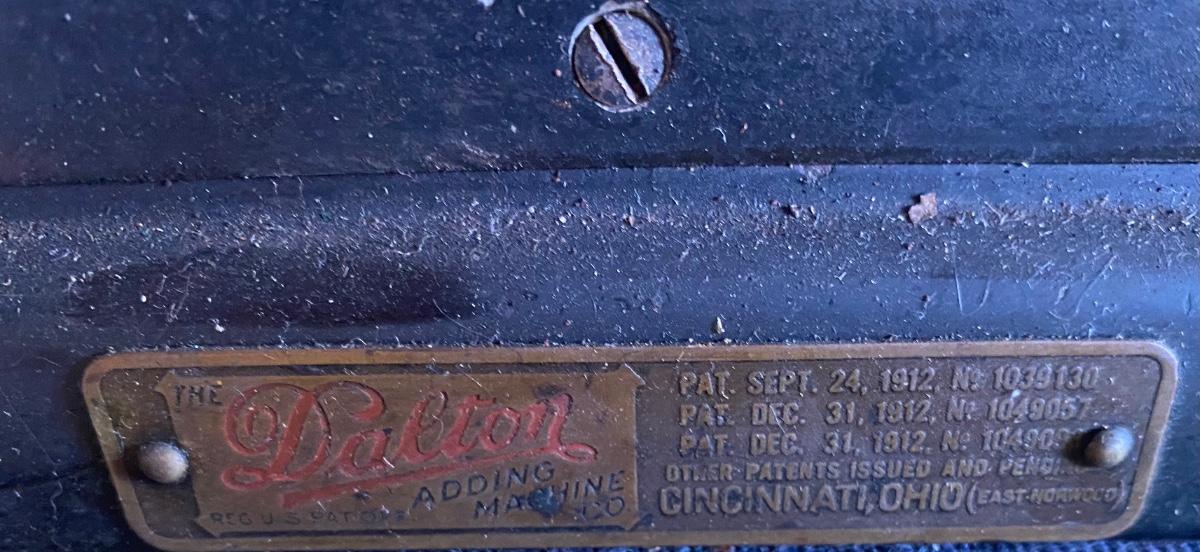 THE
Dalton
ADDING
MACHINE
CO
REG. U.S. PAT. OFF.
PAT. SEPT. 24, 1912, No 1039130
PAT. DEC. 31, 1912, No 1049057
PAT. DEC. 31, 1912, No
OTHER PATENTS ISSUED AND
CINCINNATI, OHIO (EAST NORWOOD)